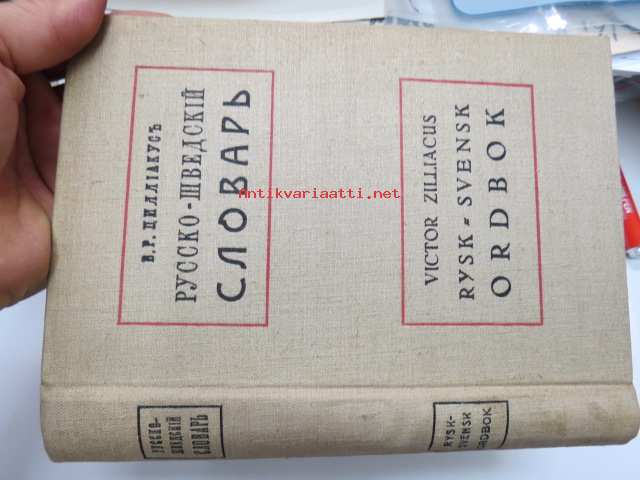 В.Р. ЦИЛЛІАКУСЪ
РУССКО-ШВЕДСКІЙ
СЛОВАРЬ
VICTOR ZILLIACUS
RYSK-SVENSK
ORDBOK
РУССКО-
ШВЕДСКІЙ
СЛОВАРЬ
RYSK-
SVENSK
ORDBOK
Antikvariaatti.net